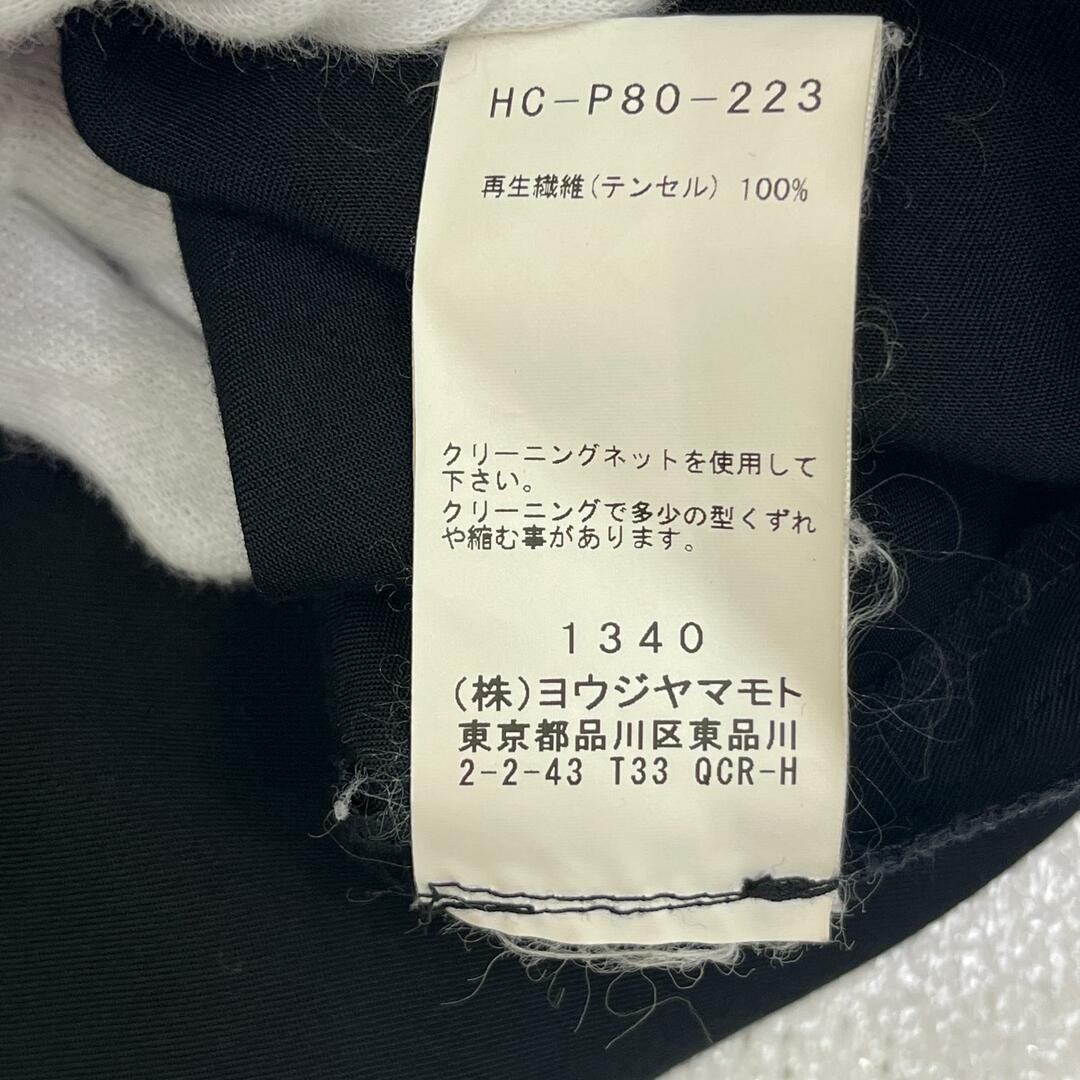 HC-P80-223
再生繊維(テンセル) 100%
クリーニングネットを使用して
下さい。
クリーニングで多少の型くずれ
や縮む事があります。
1340
(株)ヨウジヤマモト
東京都品川区東品川
2-2-43 T33 QCR-H